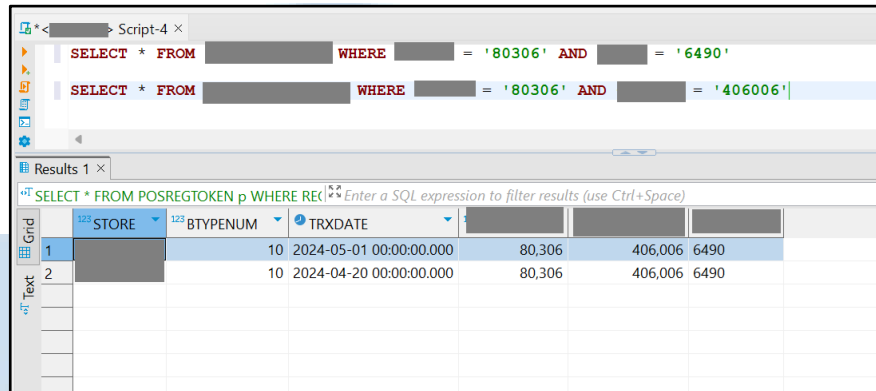 *< > Script-4 ×
SELECT * FROM WHERE = '80306' AND = '6490'
SELECT * FROM WHERE = '80306' AND = '406006'
Results 1 ×
SELECT * FROM POSREGTOKEN p WHERE REC Enter a SQL expression to filter results (use Ctrl+Space)
Grid
Text
123 STORE 123 BTYPENUM TRXDATE
1 10 2024-05-01 00:00:00.000 80,306 406,006 6490
2 10 2024-04-20 00:00:00.000 80,306 406,006 6490